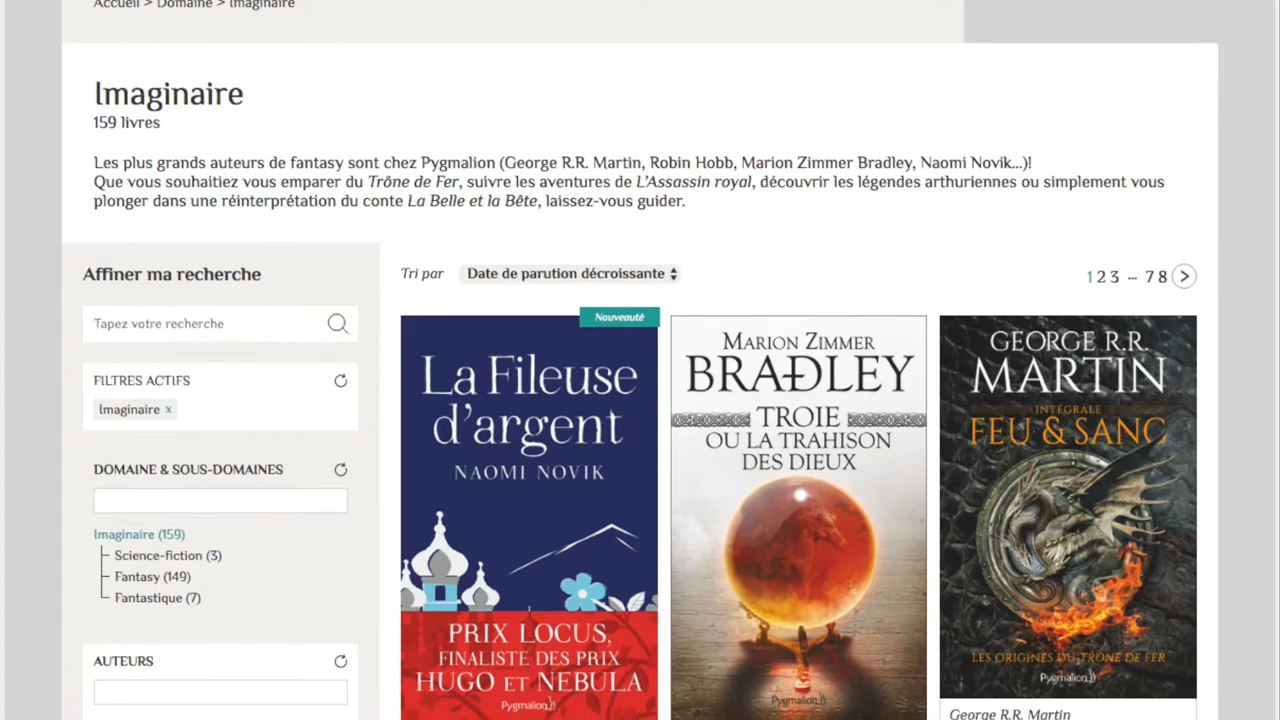 Accueil > Domaine > Imaginaire
Imaginaire
159 livres
Les plus grands auteurs de fantasy sont chez Pygmalion (George R.R. Martin, Robin Hobb, Marion Zimmer Bradley, Naomi Novik...)!
Que vous souhaitiez vous emparer du Trône de Fer, suivre les aventures de L'Assassin royal, découvrir les légendes arthuriennes ou simplement vous
plonger dans une réinterprétation du conte La Belle et la Bête, laissez-vous guider.
Affiner ma recherche
Tapez votre recherche
FILTRES ACTIFS
Imaginaire x
DOMAINE & SOUS-DOMAINES
Imaginaire (159)
Science-fiction (3)
Fantasy (149)
Fantastique (7)
AUTEURS
Tri par Date de parution décroissante
1 2 3 ... 7 8 >
Nouveauté
La Fileuse
d'argent
NAOMI NOVIK
PRIX LOCUS,
FINALISTE DES PRIX
HUGO ET NEBULA
Pygmalion
MARION ZIMMER
BRADLEY
TROIE
OU LA TRAHISON
DES DIEUX
Pygmalion
GEORGE R.R.
MARTIN
INTÉGRALE
FEU & SANG
LES ORIGINES DU TRÔNE DE FER
Pygmalion
George R.R. Martin